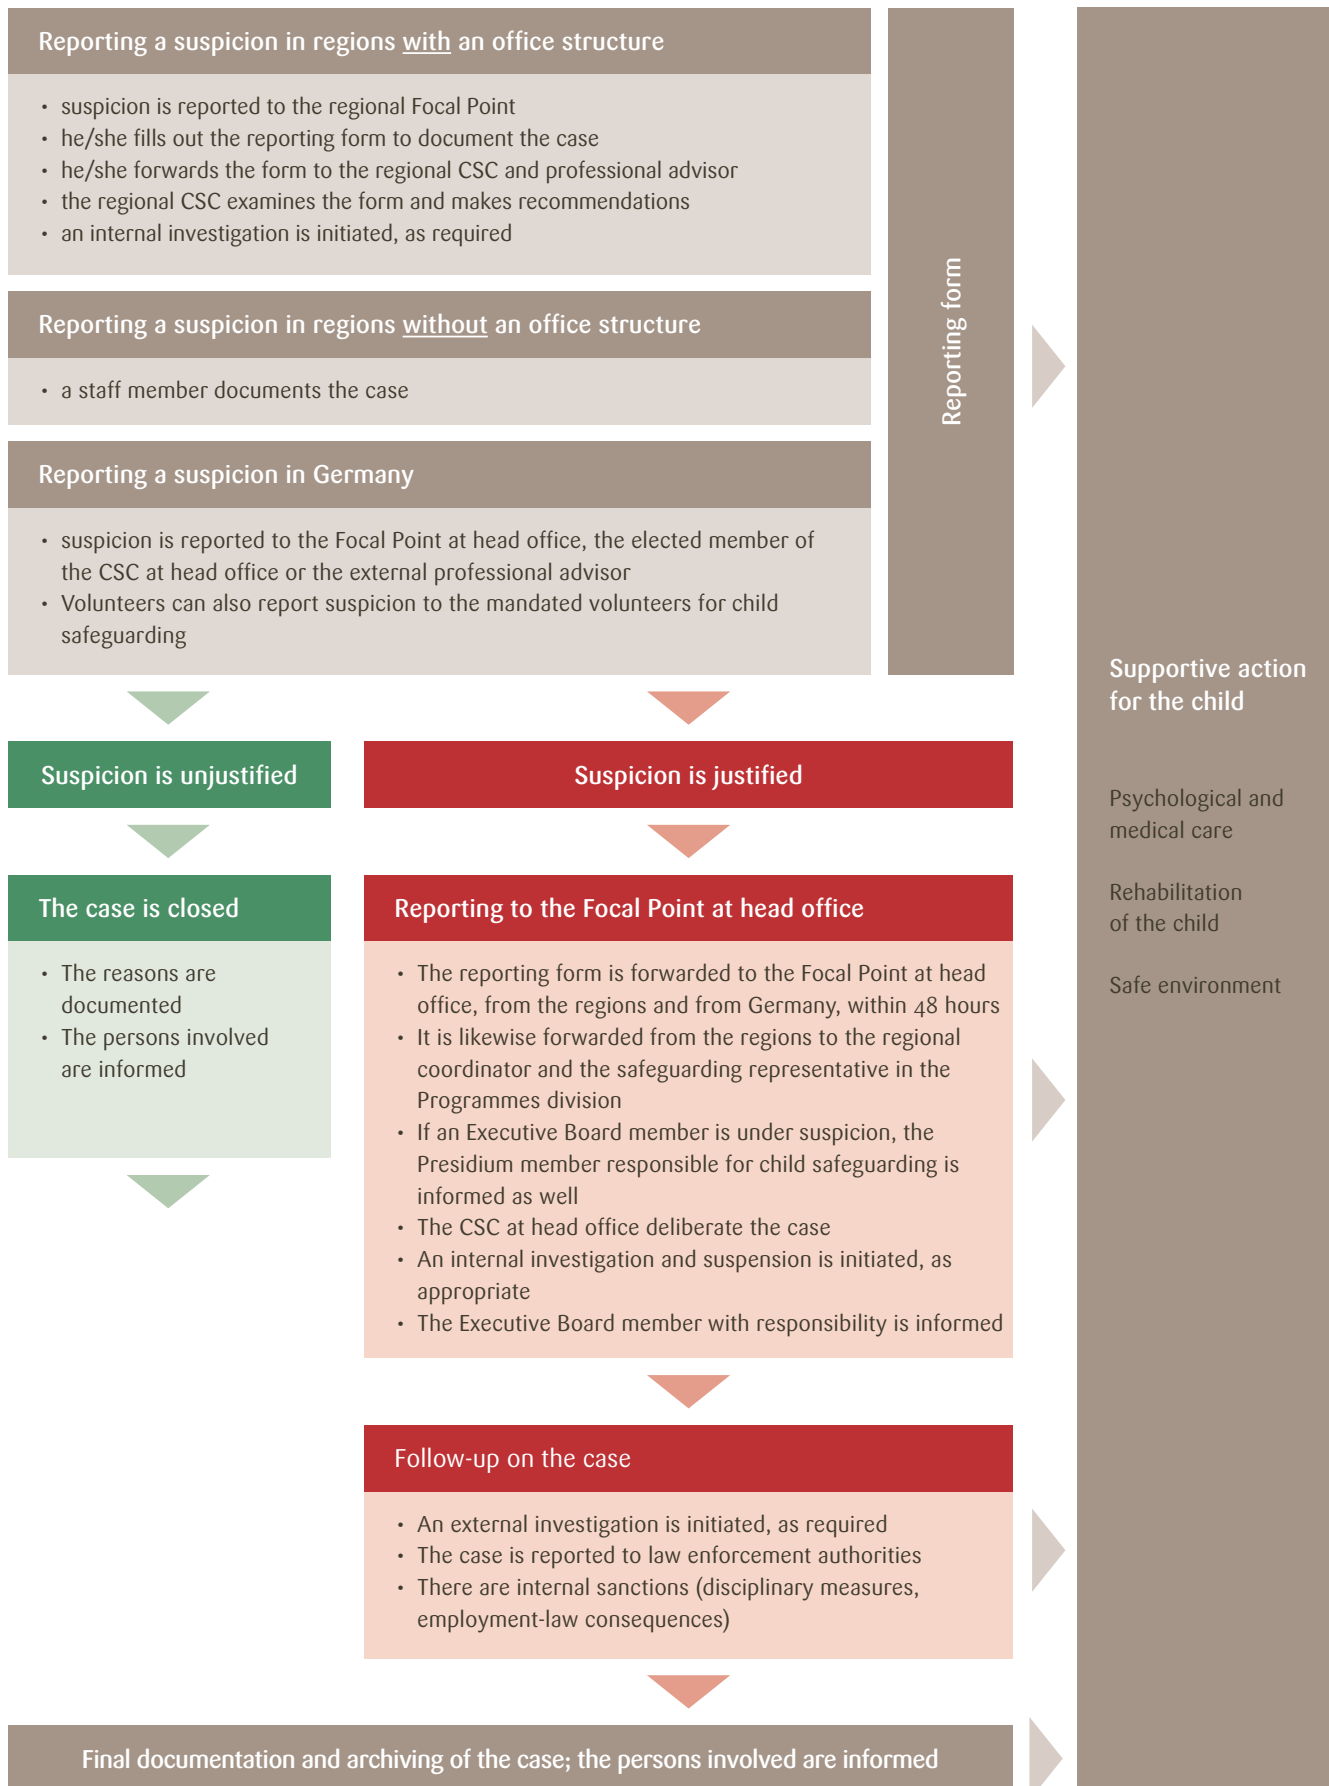 Reporting a suspicion in regions with an office structure
• suspicion is reported to the regional Focal Point
• he/she fills out the reporting form to document the case
• he/she forwards the form to the regional CSC and professional advisor
• the regional CSC examines the form and makes recommendations
• an internal investigation is initiated, as required
Reporting a suspicion in regions without an office structure
• a staff member documents the case
Reporting a suspicion in Germany
• suspicion is reported to the Focal Point at head office, the elected member of
the CSC at head office or the external professional advisor
• Volunteers can also report suspicion to the mandated volunteers for child
safeguarding
Reporting form
Suspicion is unjustified
Suspicion is justified
The case is closed
• The reasons are
documented
• The persons involved
are informed
Reporting to the Focal Point at head office
• The reporting form is forwarded to the Focal Point at head
office, from the regions and from Germany, within 48 hours
• It is likewise forwarded from the regions to the regional
coordinator and the safeguarding representative in the
Programmes division
• If an Executive Board member is under suspicion, the
Presidium member responsible for child safeguarding is
informed as well
• The CSC at head office deliberate the case
• An internal investigation and suspension is initiated, as
appropriate
• The Executive Board member with responsibility is informed
Follow-up on the case
• An external investigation is initiated, as required
• The case is reported to law enforcement authorities
• There are internal sanctions (disciplinary measures,
employment-law consequences)
Final documentation and archiving of the case; the persons involved are informed
Supportive action
for the child
Psychological and
medical care
Rehabilitation
of the child
Safe environment